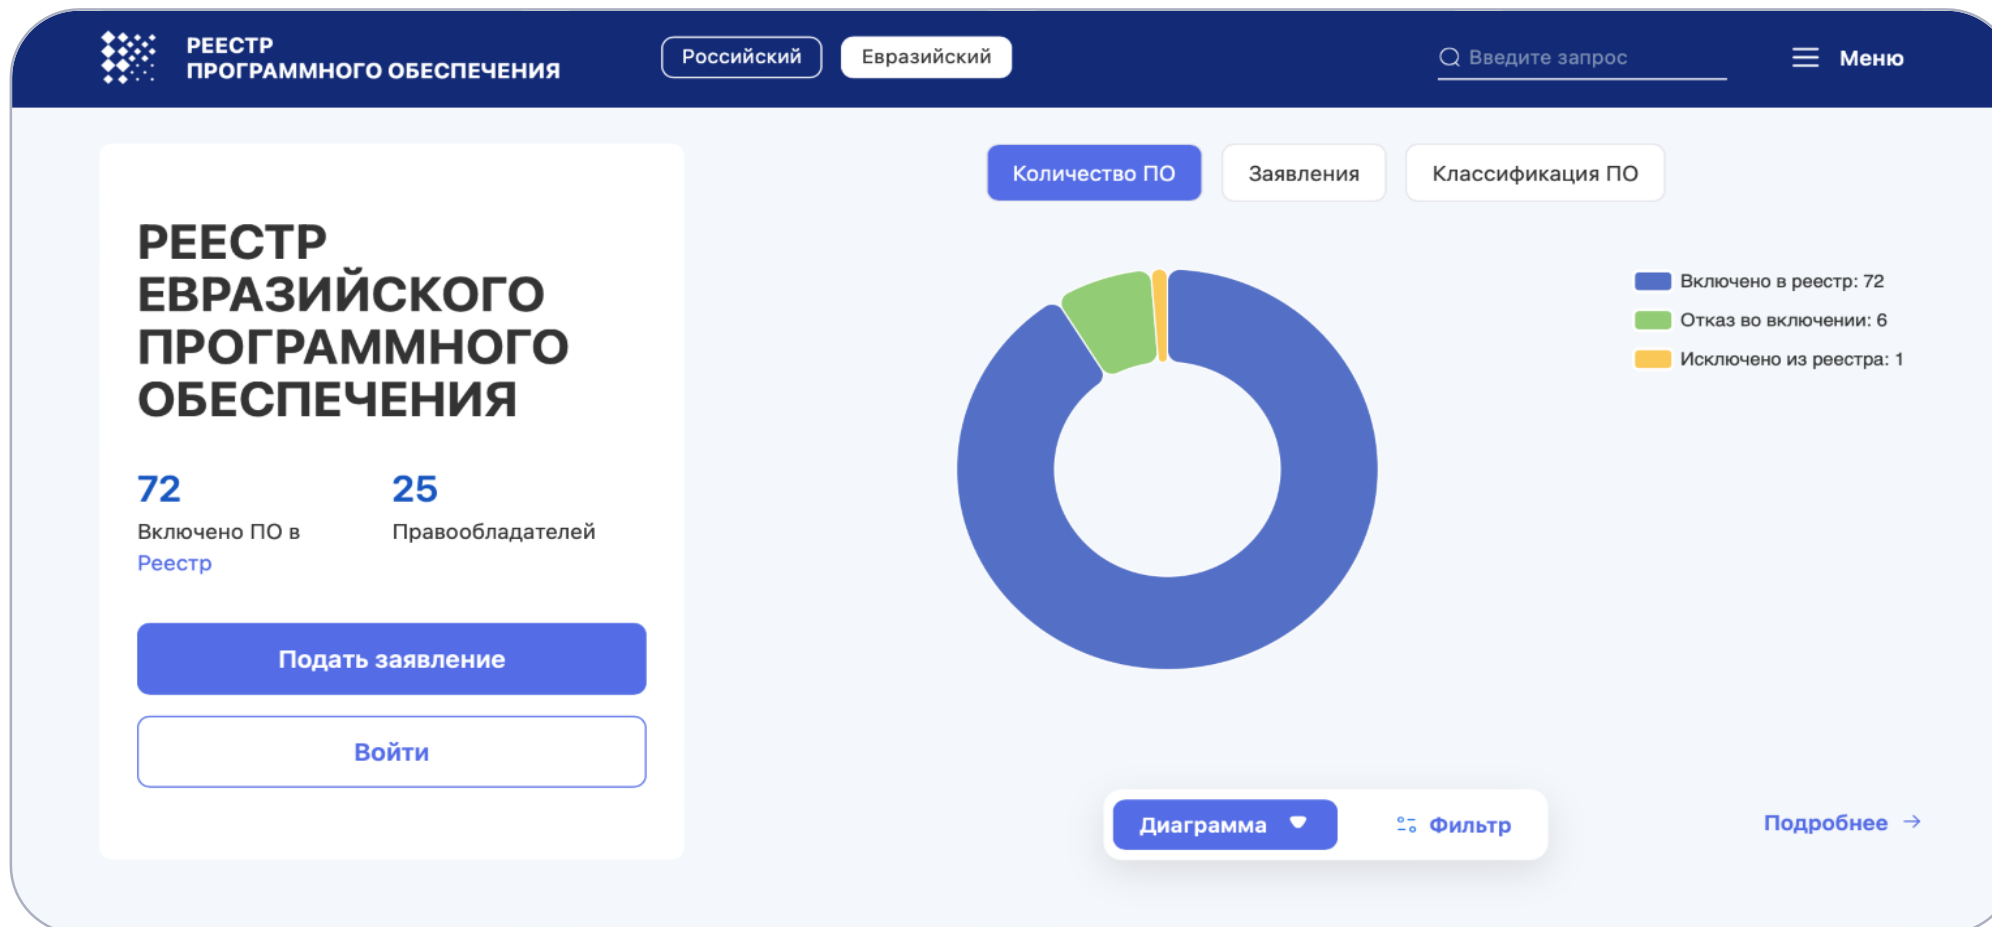 РЕЕСТР
ПРОГРАММНОГО ОБЕСПЕЧЕНИЯ
Российский
Евразийский
Введите запрос
Меню
РЕЕСТР
ЕВРАЗИЙСКОГО
ПРОГРАММНОГО
ОБЕСПЕЧЕНИЯ
72
Включено ПО в
Реестр
25
Правообладателей
Подать заявление
Войти
Количество ПО
Заявления
Классификация ПО
Включено в реестр: 72
Отказ во включении: 6
Исключено из реестра: 1
Диаграмма
Фильтр
Подробнее →